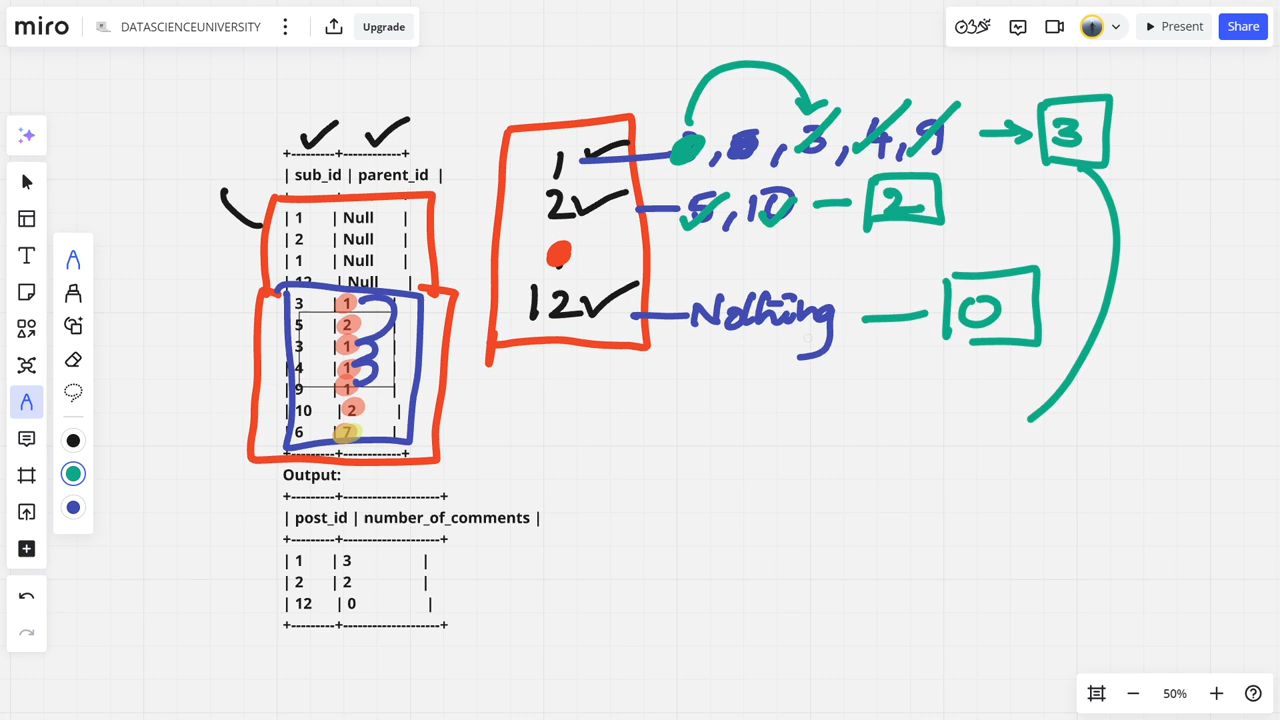 miro DATASCIENCEUNIVERSITY Upgrade Present Share
+---------+------------+
| sub_id | parent_id |
| 1 | Null |
| 2 | Null |
| 1 | Null |
| 12 | Null |
| 3 | 1 |
| 5 | 2 |
| 3 | 1 |
| 4 | 1 |
| 9 | 1 |
| 10 | 2 |
| 6 | 7 |
+---------+------------+
Output:
+---------+--------------------+
| post_id | number_of_comments |
+---------+--------------------+
| 1 | 3 |
| 2 | 2 |
| 12 | 0 |
+---------+--------------------+
1 , , 3, 4, 9 3
2 5, 10 2
12 Nothing 0
50%